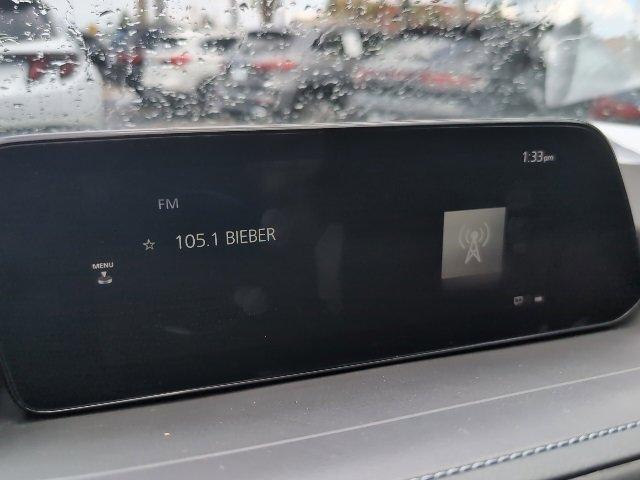 1:33pm
FM
☆ 105.1 BIEBER
MENU